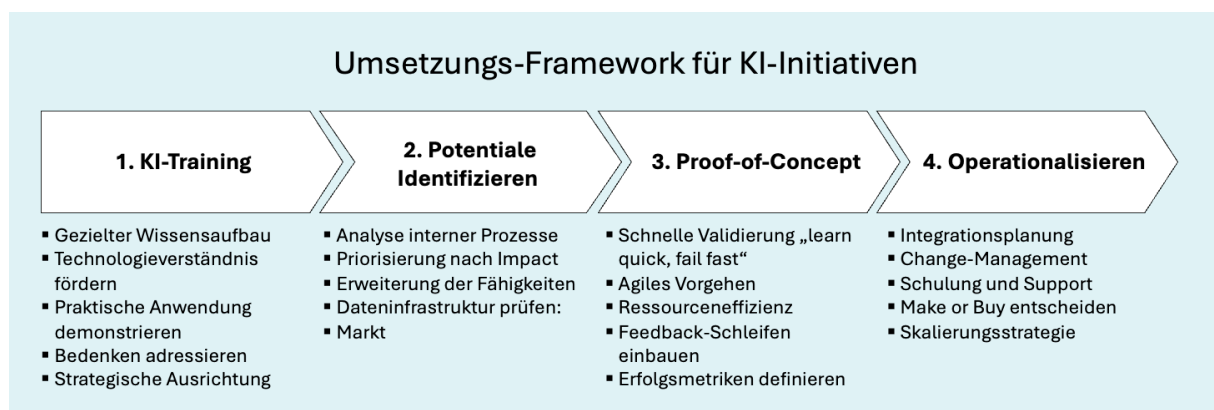 Umsetzungs-Framework für KI-Initiativen
1. KI-Training
2. Potentiale
Identifizieren
3. Proof-of-Concept
4. Operationalisieren
▪ Gezielter Wissensaufbau
▪ Technologieverständnis
fördern
▪ Praktische Anwendung
demonstrieren
▪ Bedenken adressieren
▪ Strategische Ausrichtung
▪ Analyse interner Prozesse
▪ Priorisierung nach Impact
▪ Erweiterung der Fähigkeiten
▪ Dateninfrastruktur prüfen:
▪ Markt
▪ Schnelle Validierung „learn
quick, fail fast“
▪ Agiles Vorgehen
▪ Ressourceneffizienz
▪ Feedback-Schleifen
einbauen
▪ Erfolgsmetriken definieren
▪ Integrationsplanung
▪ Change-Management
▪ Schulung und Support
▪ Make or Buy entscheiden
▪ Skalierungsstrategie